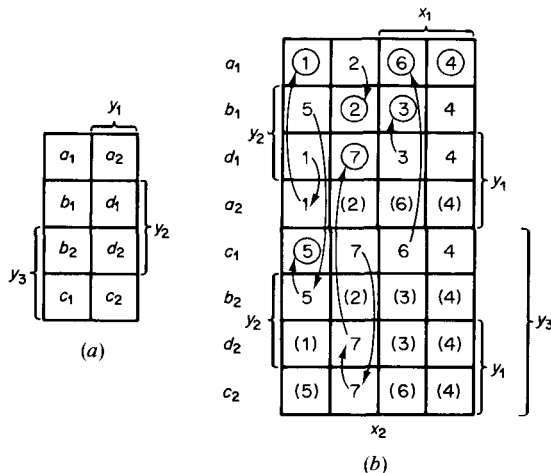 x1
a1 1 2 6 4
b1 5 2 3 4
y2
d1 1 7 3 4
y1
a2 1 (2) (6) (4)
c1 5 7 6 4
b2 5 (2) (3) (4)
y2
y3
d2 (1) 7 (3) (4)
y1
c2 (5) 7 (6) (4)
x2
(b)
y1
a1 a2
b1 d1
y2
b2 d2
y3
c1 c2
(a)